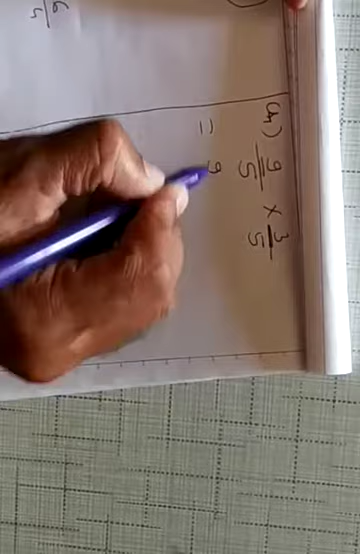 (4) 9/5 × 3/5
= 9